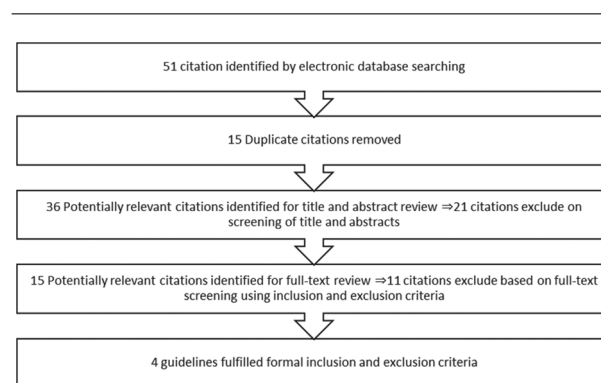 51 citation identified by electronic database searching
15 Duplicate citations removed
36 Potentially relevant citations identified for title and abstract review ⇒21 citations exclude on
screening of title and abstracts
15 Potentially relevant citations identified for full-text review ⇒11 citations exclude based on full-text
screening using inclusion and exclusion criteria
4 guidelines fulfilled formal inclusion and exclusion criteria